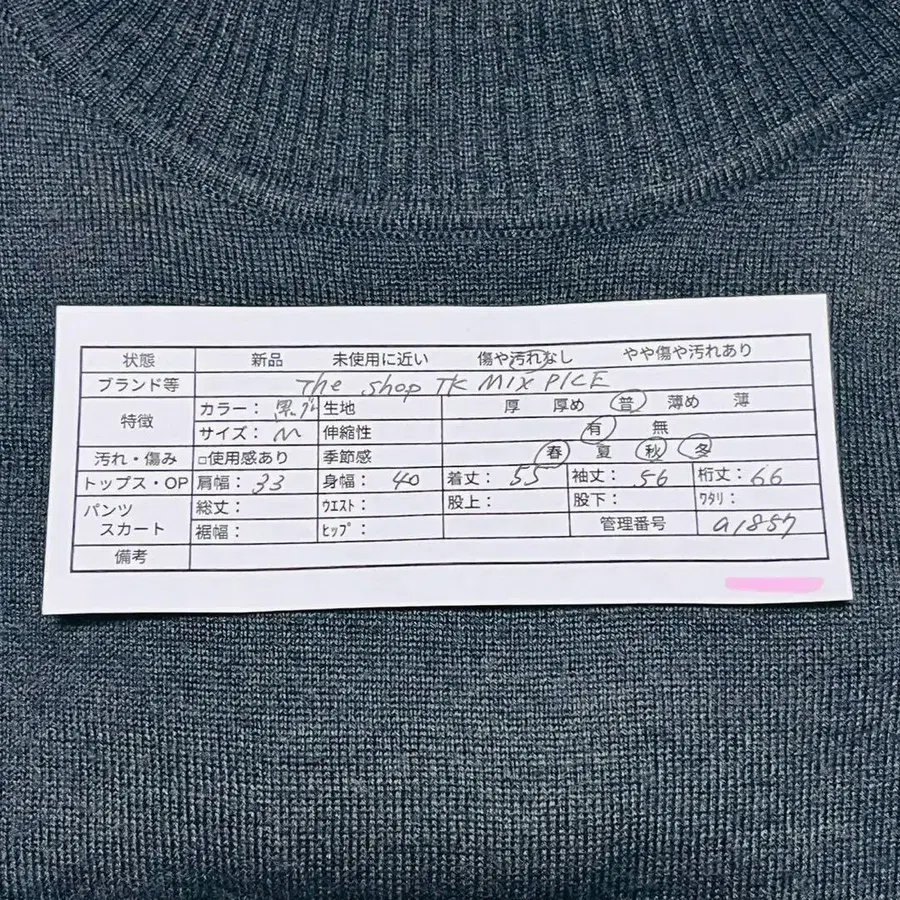 状態 新品 未使用に近い 傷や汚れなし やや傷や汚れあり
ブランド等 The shop TK MIXPICE
特徴 カラー： 黒グレ 生地 厚 厚め 普 薄め 薄
サイズ： M 伸縮性 有 無
汚れ・傷み □使用感あり 季節感 春 夏 秋 冬
トップス・OP 肩幅： 33 身幅： 40 着丈： 55 袖丈： 56 裄丈： 66
パンツ スカート 総丈： ｳｴｽﾄ： 股上： 股下： ﾜﾀﾘ：
裾幅： ﾋｯﾌﾟ： 管理番号 a1857
備考